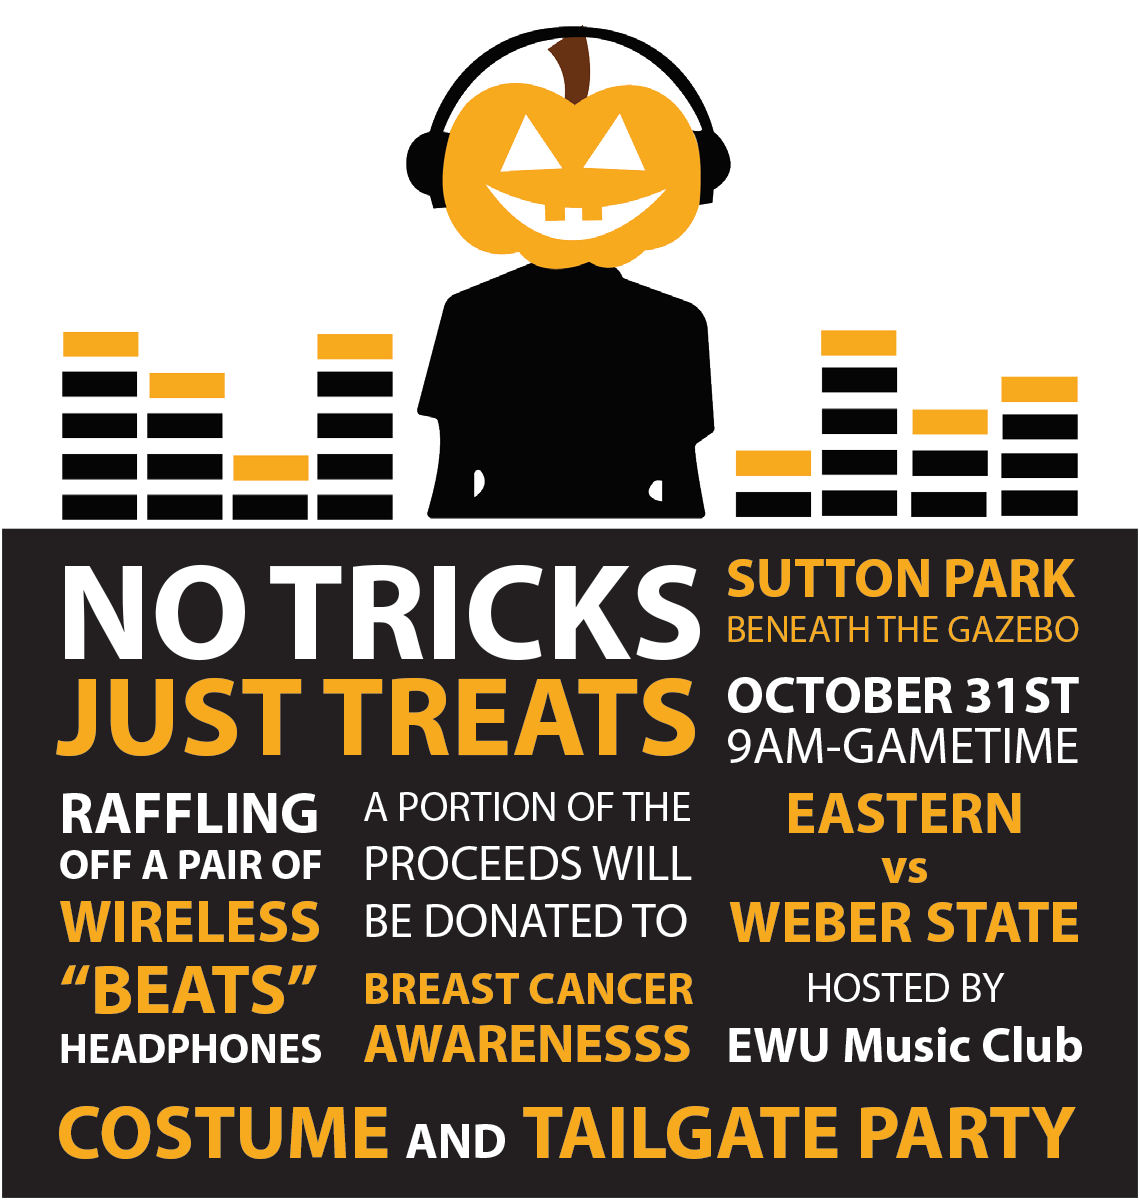 NO TRICKS
JUST TREATS
SUTTON PARK
BENEATH THE GAZEBO
OCTOBER 31ST
9AM-GAMETIME
RAFFLING
OFF A PAIR OF
WIRELESS
“BEATS”
HEADPHONES
A PORTION OF THE
PROCEEDS WILL
BE DONATED TO
BREAST CANCER
AWARENESSS
EASTERN
vs
WEBER STATE
HOSTED BY
EWU Music Club
COSTUME AND TAILGATE PARTY